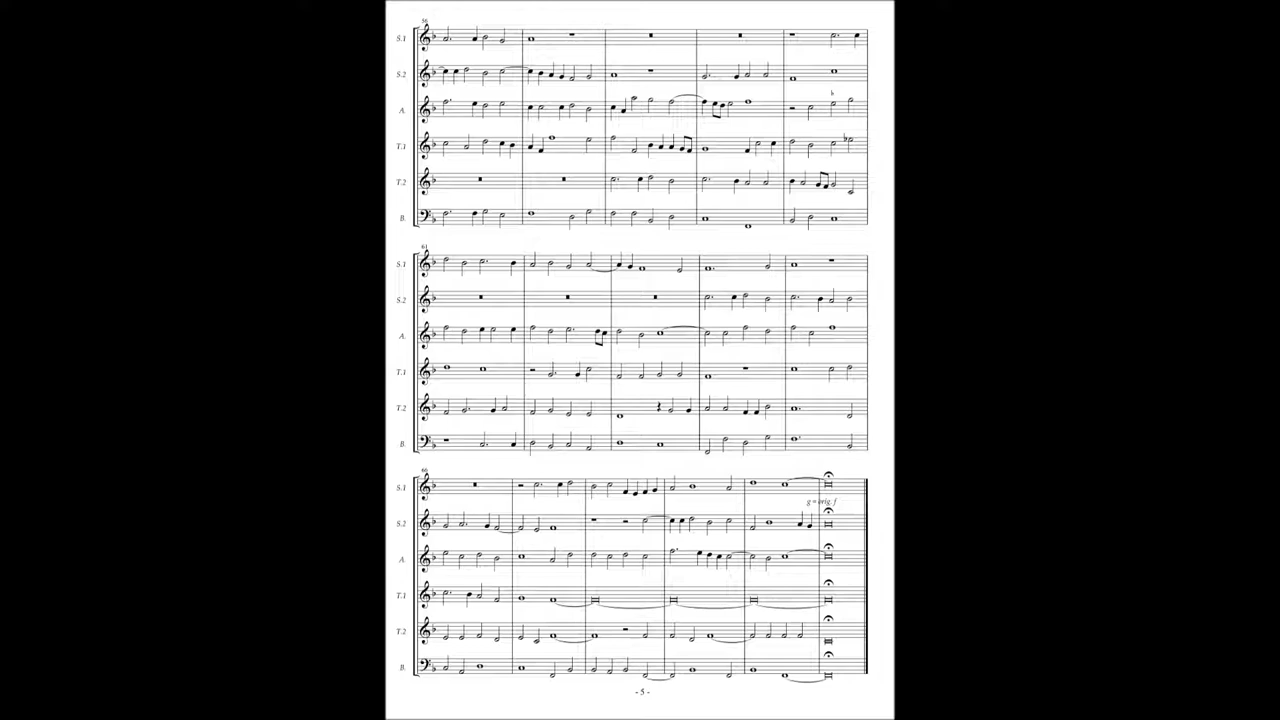 56
S.1
S.2
A.
T.1
T.2
B.
61
S.1
S.2
A.
T.1
T.2
B.
66
S.1
g = orig. f
S.2
A.
T.1
T.2
B.
- 5 -